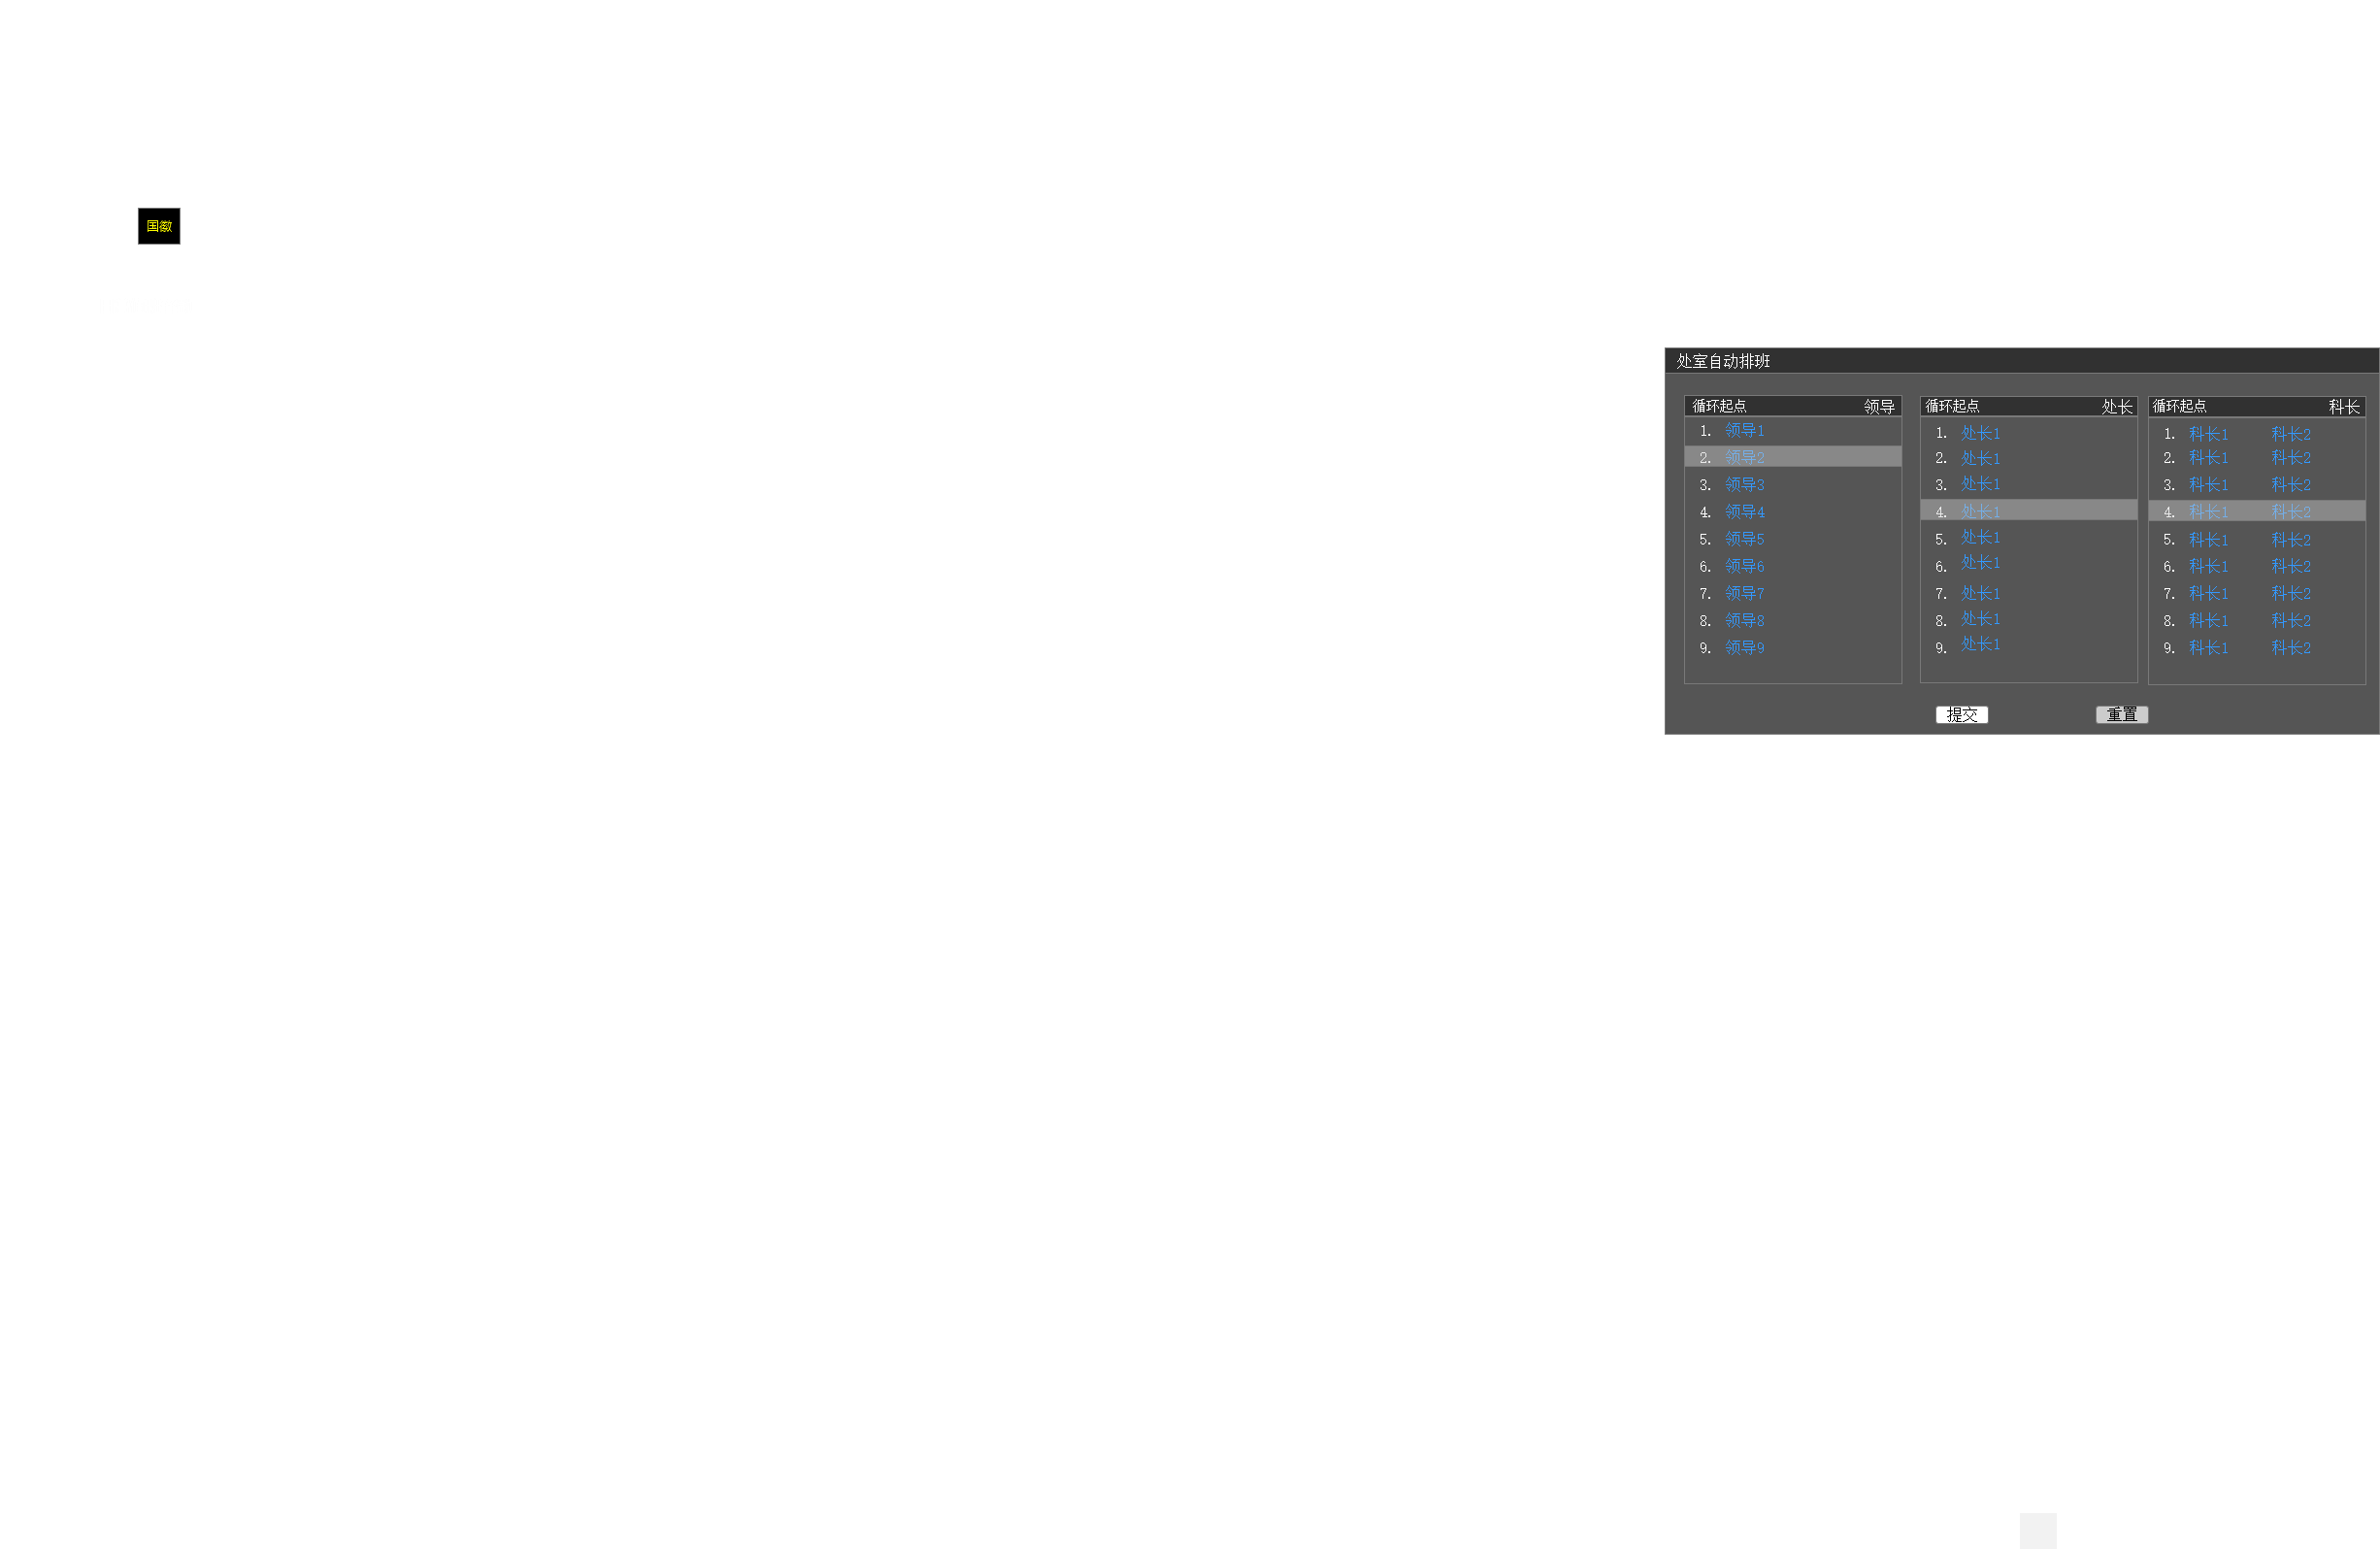 国徽
处室自动排班
循环起点 领导
1. 领导1
2. 领导2
3. 领导3
4. 领导4
5. 领导5
6. 领导6
7. 领导7
8. 领导8
9. 领导9
循环起点 处长
1. 处长1
2. 处长1
3. 处长1
4. 处长1
5. 处长1
6. 处长1
7. 处长1
8. 处长1
9. 处长1
循环起点 科长
1. 科长1 科长2
2. 科长1 科长2
3. 科长1 科长2
4. 科长1 科长2
5. 科长1 科长2
6. 科长1 科长2
7. 科长1 科长2
8. 科长1 科长2
9. 科长1 科长2
提交 重置